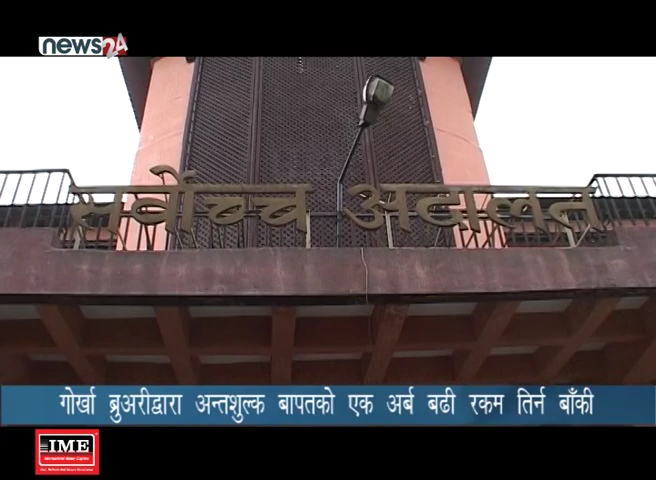 news24
सर्वोच्च अदालत
गोर्खा ब्रुअरीद्वारा अन्तशुल्क बापतको एक अर्ब बढी रकम तिर्न बाँकी
IME